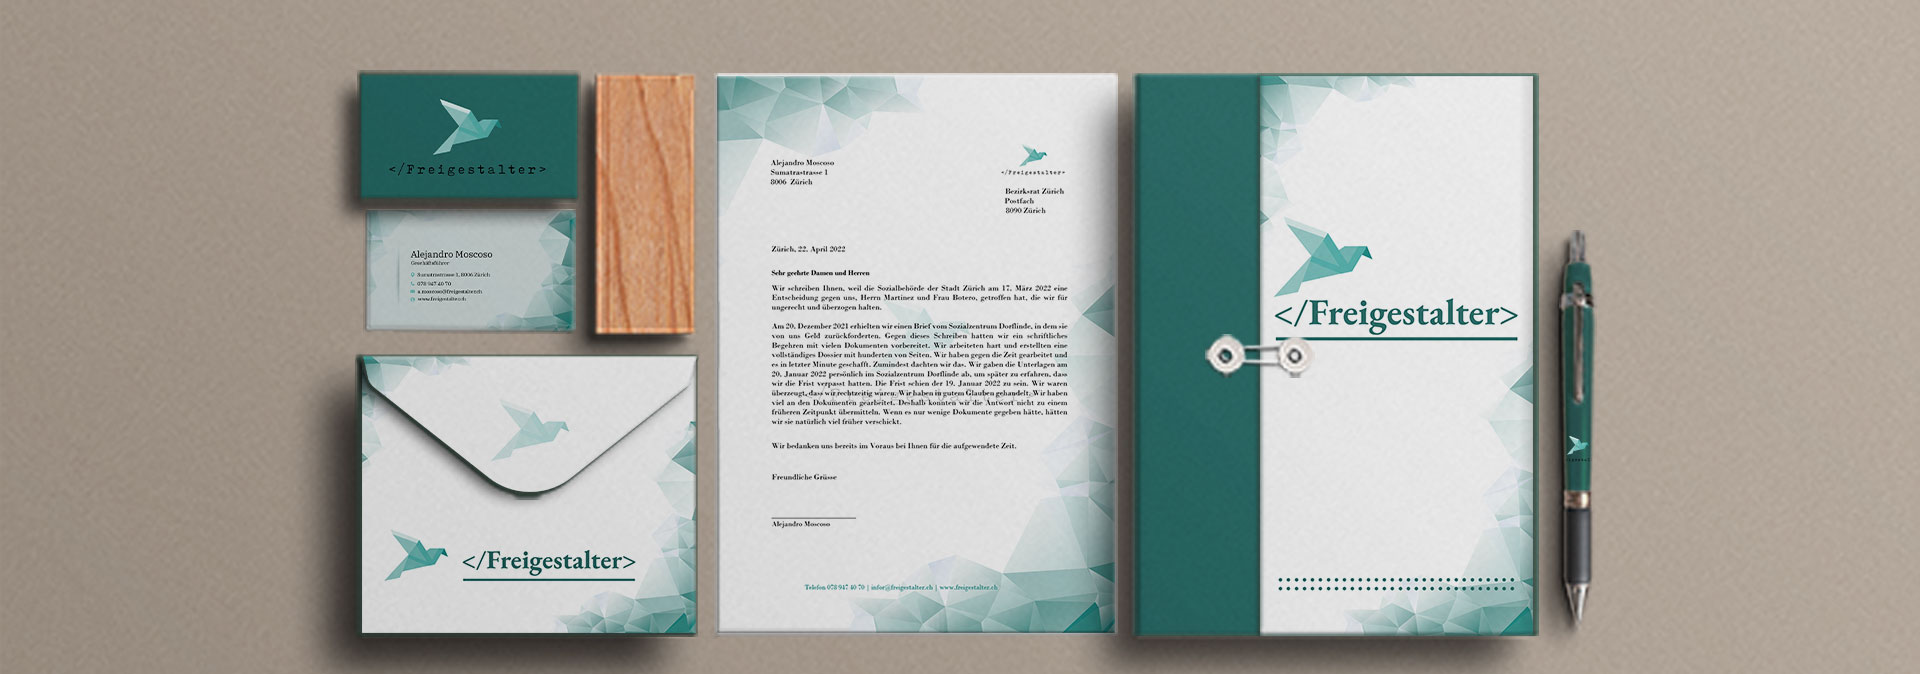 </Freigestalter>
Alejandro Moscoso
Geschäftsführer
Sumatrastrasse 1, 8006 Zürich
078 947 40 70
a.moscoso@freigestalter.ch
www.freigestalter.ch
</Freigestalter>
Alejandro Moscoso
Sumatrastrasse 1
8006 Zürich
</Freigestalter>
Bezirksrat Zürich
Postfach
8090 Zürich
Zürich, 22. April 2022
Sehr geehrte Damen und Herren
Wir schreiben Ihnen, weil die Sozialbehörde der Stadt Zürich am 17. März 2022 eine
Entscheidung gegen uns, Herrn Martinez und Frau Botero, getroffen hat, die wir für
ungerecht und überzogen halten.
Am 20. Dezember 2021 erhielten wir einen Brief vom Sozialzentrum Dorflinde, in dem sie
von uns Geld zurückforderten. Gegen dieses Schreiben hatten wir ein schriftliches
Begehren mit vielen Dokumenten vorbereitet. Wir arbeiteten hart und erstellten eine
vollständiges Dossier mit hunderten von Seiten. Wir haben gegen die Zeit gearbeitet und
es in letzter Minute geschafft. Zumindest dachten wir das. Wir gaben die Unterlagen am
20. Januar 2022 persönlich im Sozialzentrum Dorflinde ab, um später zu erfahren, dass
wir die Frist verpasst hatten. Die Frist schien der 19. Januar 2022 zu sein. Wir waren
überzeugt, dass wir rechtzeitig waren. Wir haben in gutem Glauben gehandelt. Wir haben
viel an den Dokumenten gearbeitet. Deshalb konnten wir die Antwort nicht zu einem
früheren Zeitpunkt übermitteln. Wenn es nur wenige Dokumente gegeben hätte, hätten
wir sie natürlich viel früher verschickt.
Wir bedanken uns bereits im Voraus bei Ihnen für die aufgewendete Zeit.
Freundliche Grüsse
Alejandro Moscoso
Telefon 078 947 40 70 | infor@freigestalter.ch | www.freigestalter.ch
</Freigestalter>